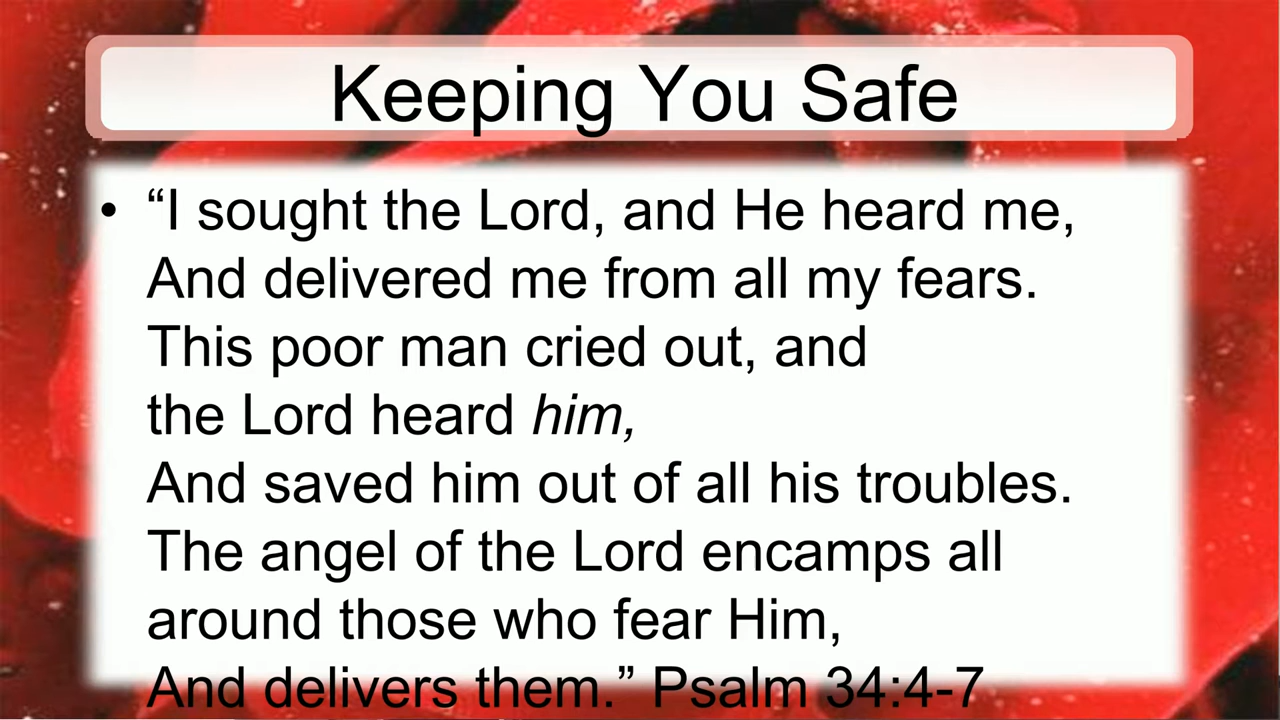 Keeping You Safe
• “I sought the Lord, and He heard me,
And delivered me from all my fears.
This poor man cried out, and
the Lord heard him,
And saved him out of all his troubles.
The angel of the Lord encamps all
around those who fear Him,
And delivers them.” Psalm 34:4-7